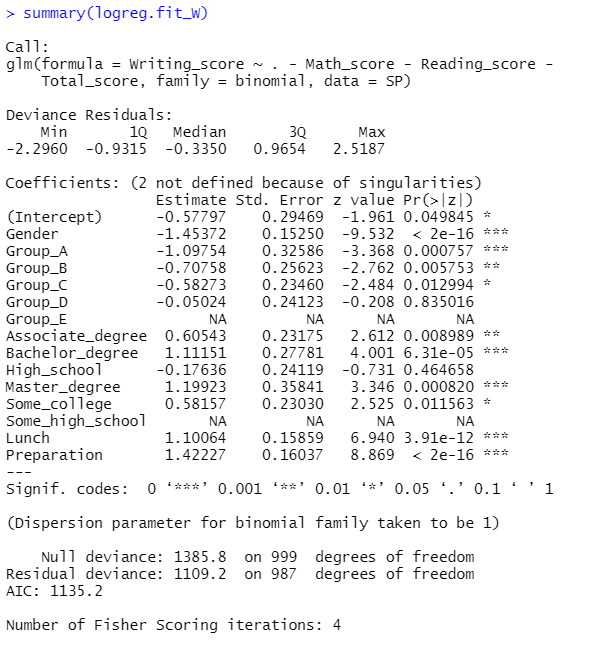 > summary(logreg.fit_W)
Call:
glm(formula = Writing_score ~ . - Math_score - Reading_score -
    Total_score, family = binomial, data = SP)
Deviance Residuals:
    Min      1Q  Median      3Q     Max
-2.2960 -0.9315 -0.3350  0.9654  2.5187
Coefficients: (2 not defined because of singularities)
                 Estimate Std. Error z value Pr(>|z|)
(Intercept)      -0.57797    0.29469  -1.961 0.049845 *
Gender           -1.45372    0.15250  -9.532  < 2e-16 ***
Group_A          -1.09754    0.32586  -3.368 0.000757 ***
Group_B          -0.70758    0.25623  -2.762 0.005753 **
Group_C          -0.58273    0.23460  -2.484 0.012994 *
Group_D          -0.05024    0.24123  -0.208 0.835016
Group_E                NA         NA      NA       NA
Associate_degree  0.60543    0.23175   2.612 0.008989 **
Bachelor_degree   1.11151    0.27781   4.001 6.31e-05 ***
High_school      -0.17636    0.24119  -0.731 0.464658
Master_degree     1.19923    0.35841   3.346 0.000820 ***
Some_college      0.58157    0.23030   2.525 0.011563 *
Some_high_school       NA         NA      NA       NA
Lunch             1.10064    0.15859   6.940 3.91e-12 ***
Preparation       1.42227    0.16037   8.869  < 2e-16 ***
---
Signif. codes:  0 ‘***’ 0.001 ‘**’ 0.01 ‘*’ 0.05 ‘.’ 0.1 ‘ ’ 1
(Dispersion parameter for binomial family taken to be 1)
    Null deviance: 1385.8  on 999  degrees of freedom
Residual deviance: 1109.2  on 987  degrees of freedom
AIC: 1135.2
Number of Fisher Scoring iterations: 4